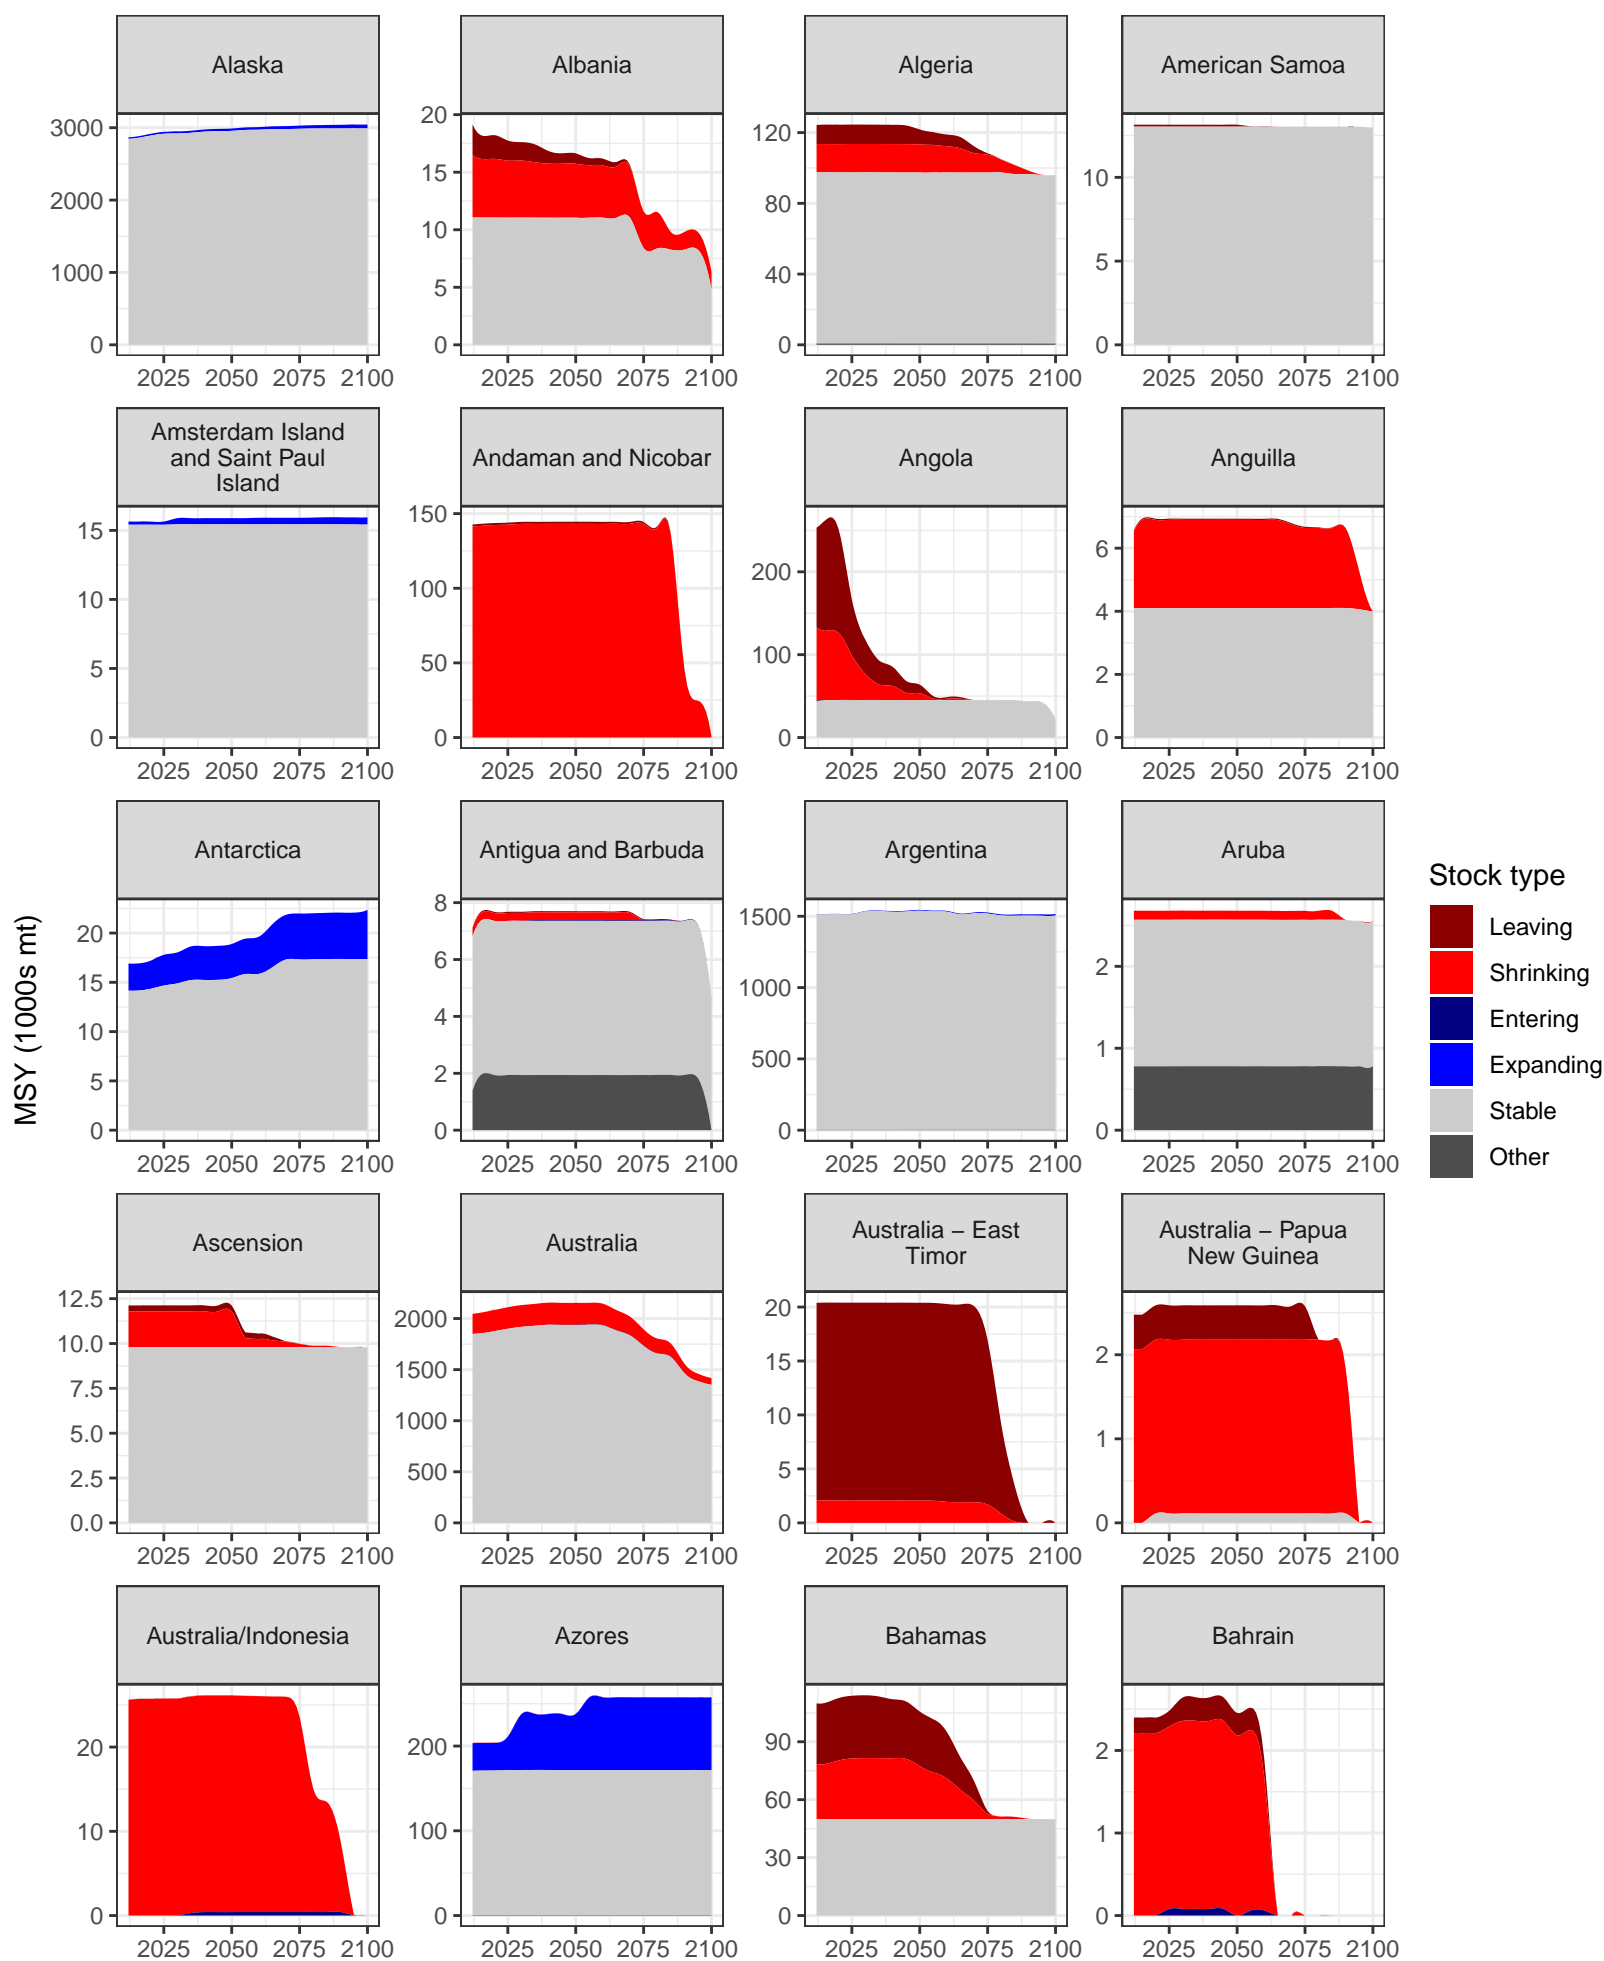 Alaska
Albania
Algeria
American Samoa
3000
2000
1000
0
20
15
10
5
0
120
80
40
0
10
5
0
2025 2050 2075 2100
2025 2050 2075 2100
2025 2050 2075 2100
2025 2050 2075 2100
Amsterdam Island
and Saint Paul
Island
Andaman and Nicobar
Angola
Anguilla
15
10
5
0
150
100
50
0
200
100
0
6
4
2
0
2025 2050 2075 2100
2025 2050 2075 2100
2025 2050 2075 2100
2025 2050 2075 2100
MSY (1000s mt)
Antarctica
Antigua and Barbuda
Argentina
Aruba
20
15
10
5
0
8
6
4
2
0
1500
1000
500
0
2
1
0
2025 2050 2075 2100
2025 2050 2075 2100
2025 2050 2075 2100
2025 2050 2075 2100
Stock type
Leaving
Shrinking
Entering
Expanding
Stable
Other
Ascension
Australia
Australia − East
Timor
Australia − Papua
New Guinea
12.5
10.0
7.5
5.0
2.5
0.0
2000
1500
1000
500
0
20
15
10
5
0
2
1
0
2025 2050 2075 2100
2025 2050 2075 2100
2025 2050 2075 2100
2025 2050 2075 2100
Australia/Indonesia
Azores
Bahamas
Bahrain
20
10
0
200
100
0
90
60
30
0
2
1
0
2025 2050 2075 2100
2025 2050 2075 2100
2025 2050 2075 2100
2025 2050 2075 2100